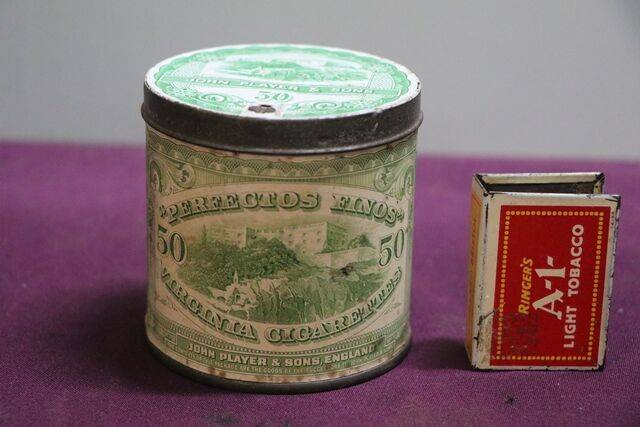 JOHN PLAYER & SONS
50
"PERFECTOS FINOS"
50 50
VIRGINIA CIGARETTES
JOHN PLAYER & SONS, ENGLAND
RINGER'S
A-1-
LIGHT TOBACCO